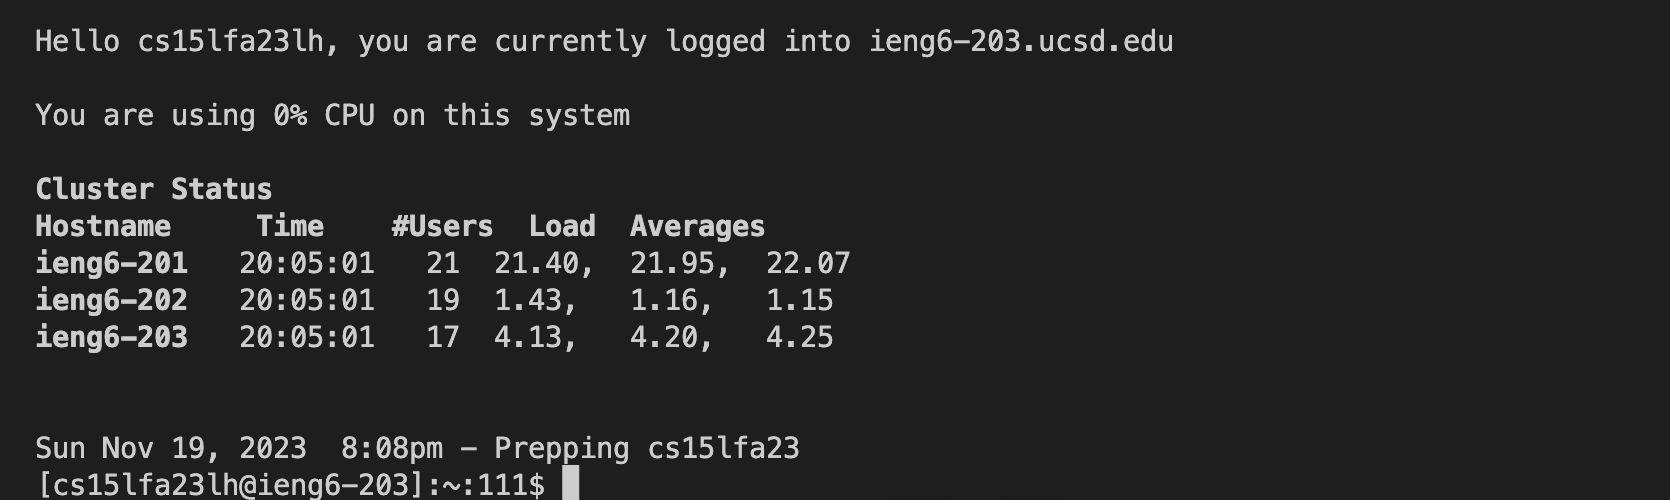 Hello cs15lfa23lh, you are currently logged into ieng6-203.ucsd.edu
You are using 0% CPU on this system
Cluster Status
Hostname     Time    #Users  Load  Averages
ieng6-201   20:05:01   21  21.40,  21.95,  22.07
ieng6-202   20:05:01   19  1.43,   1.16,   1.15
ieng6-203   20:05:01   17  4.13,   4.20,   4.25
Sun Nov 19, 2023  8:08pm - Prepping cs15lfa23
[cs15lfa23lh@ieng6-203]:~:111$